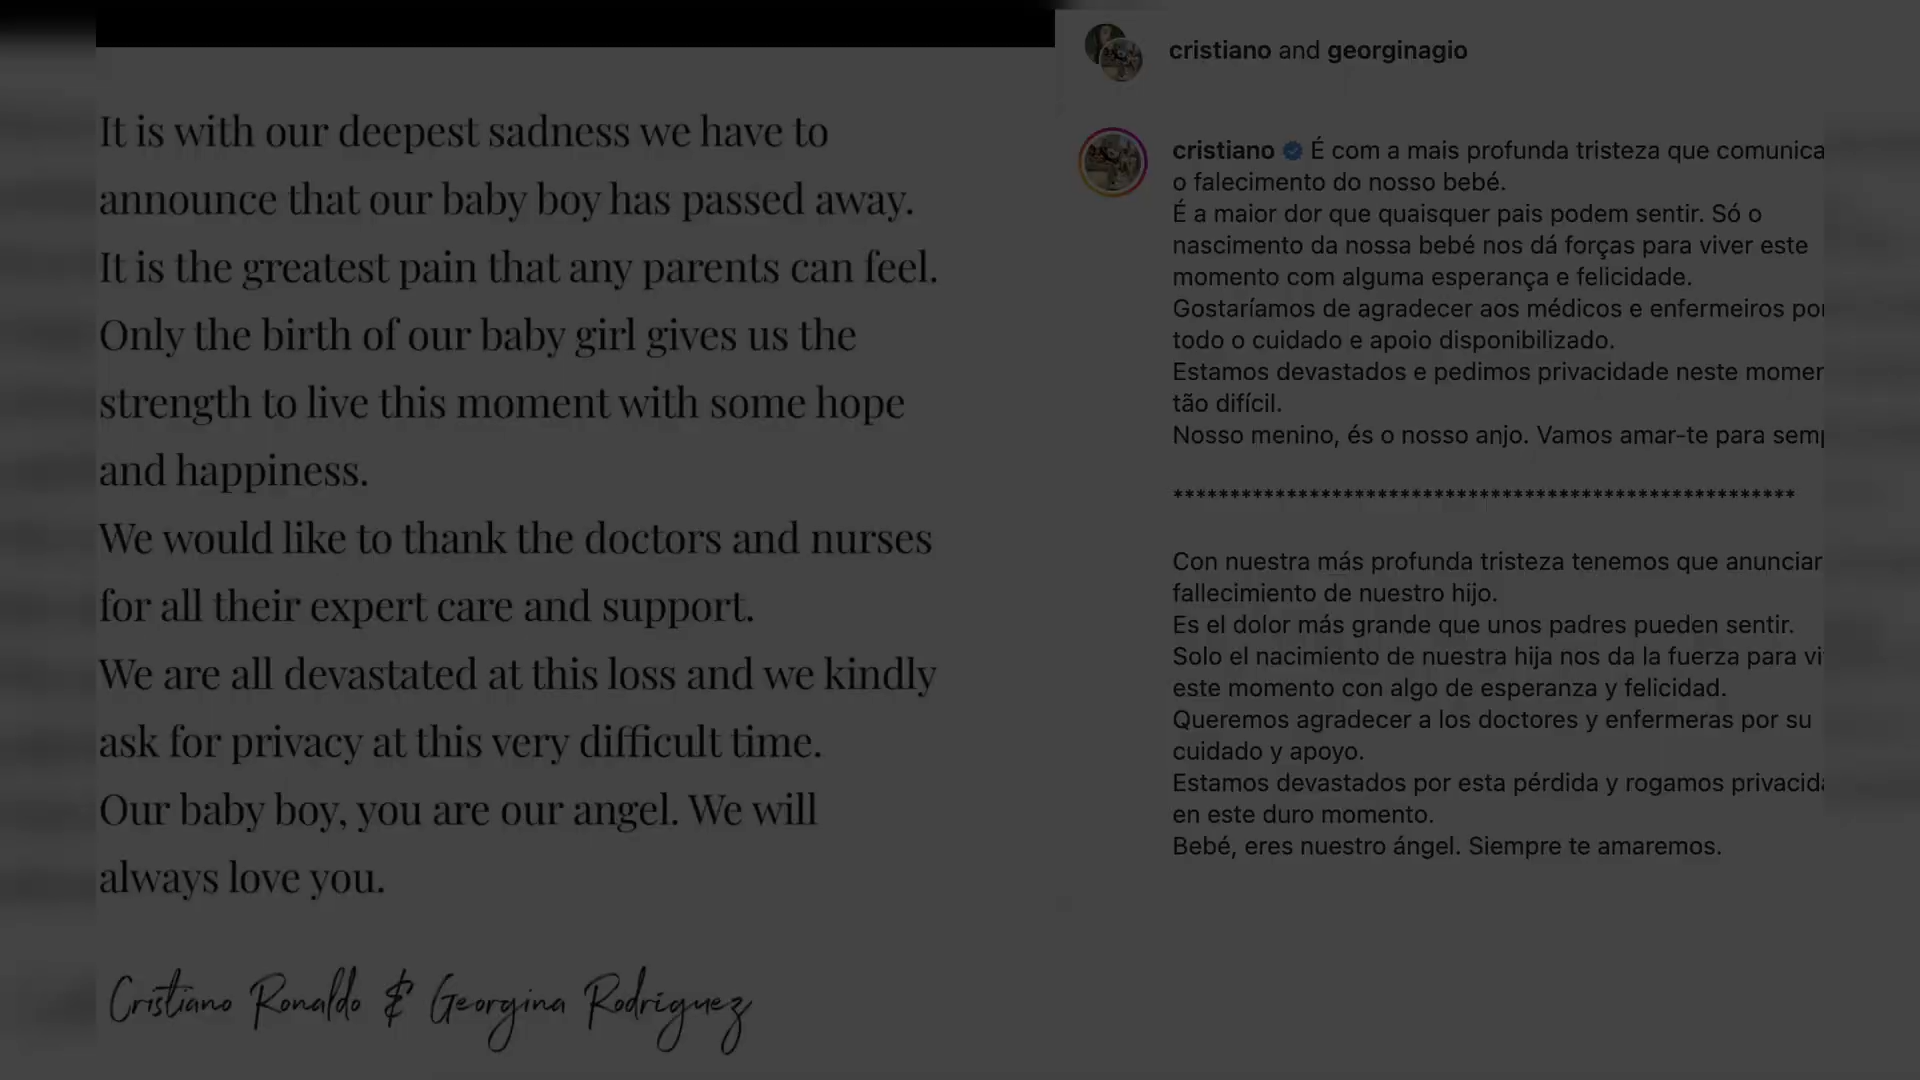 It is with our deepest sadness we have to
announce that our baby boy has passed away.
It is the greatest pain that any parents can feel.
Only the birth of our baby girl gives us the
strength to live this moment with some hope
and happiness.
We would like to thank the doctors and nurses
for all their expert care and support.
We are all devastated at this loss and we kindly
ask for privacy at this very difficult time.
Our baby boy, you are our angel. We will
always love you.
Cristiano Ronaldo & Georgina Rodriguez
cristiano and georginagio
cristiano É com a mais profunda tristeza que comunica
o falecimento do nosso bebé.
É a maior dor que quaisquer pais podem sentir. Só o
nascimento da nossa bebé nos dá forças para viver este
momento com alguma esperança e felicidade.
Gostaríamos de agradecer aos médicos e enfermeiros por
todo o cuidado e apoio disponibilizado.
Estamos devastados e pedimos privacidade neste momen
tão difícil.
Nosso menino, és o nosso anjo. Vamos amar-te para semp
*******************************************************
Con nuestra más profunda tristeza tenemos que anunciar
fallecimiento de nuestro hijo.
Es el dolor más grande que unos padres pueden sentir.
Solo el nacimiento de nuestra hija nos da la fuerza para vi
este momento con algo de esperanza y felicidad.
Queremos agradecer a los doctores y enfermeras por su
cuidado y apoyo.
Estamos devastados por esta pérdida y rogamos privacida
en este duro momento.
Bebé, eres nuestro ángel. Siempre te amaremos.